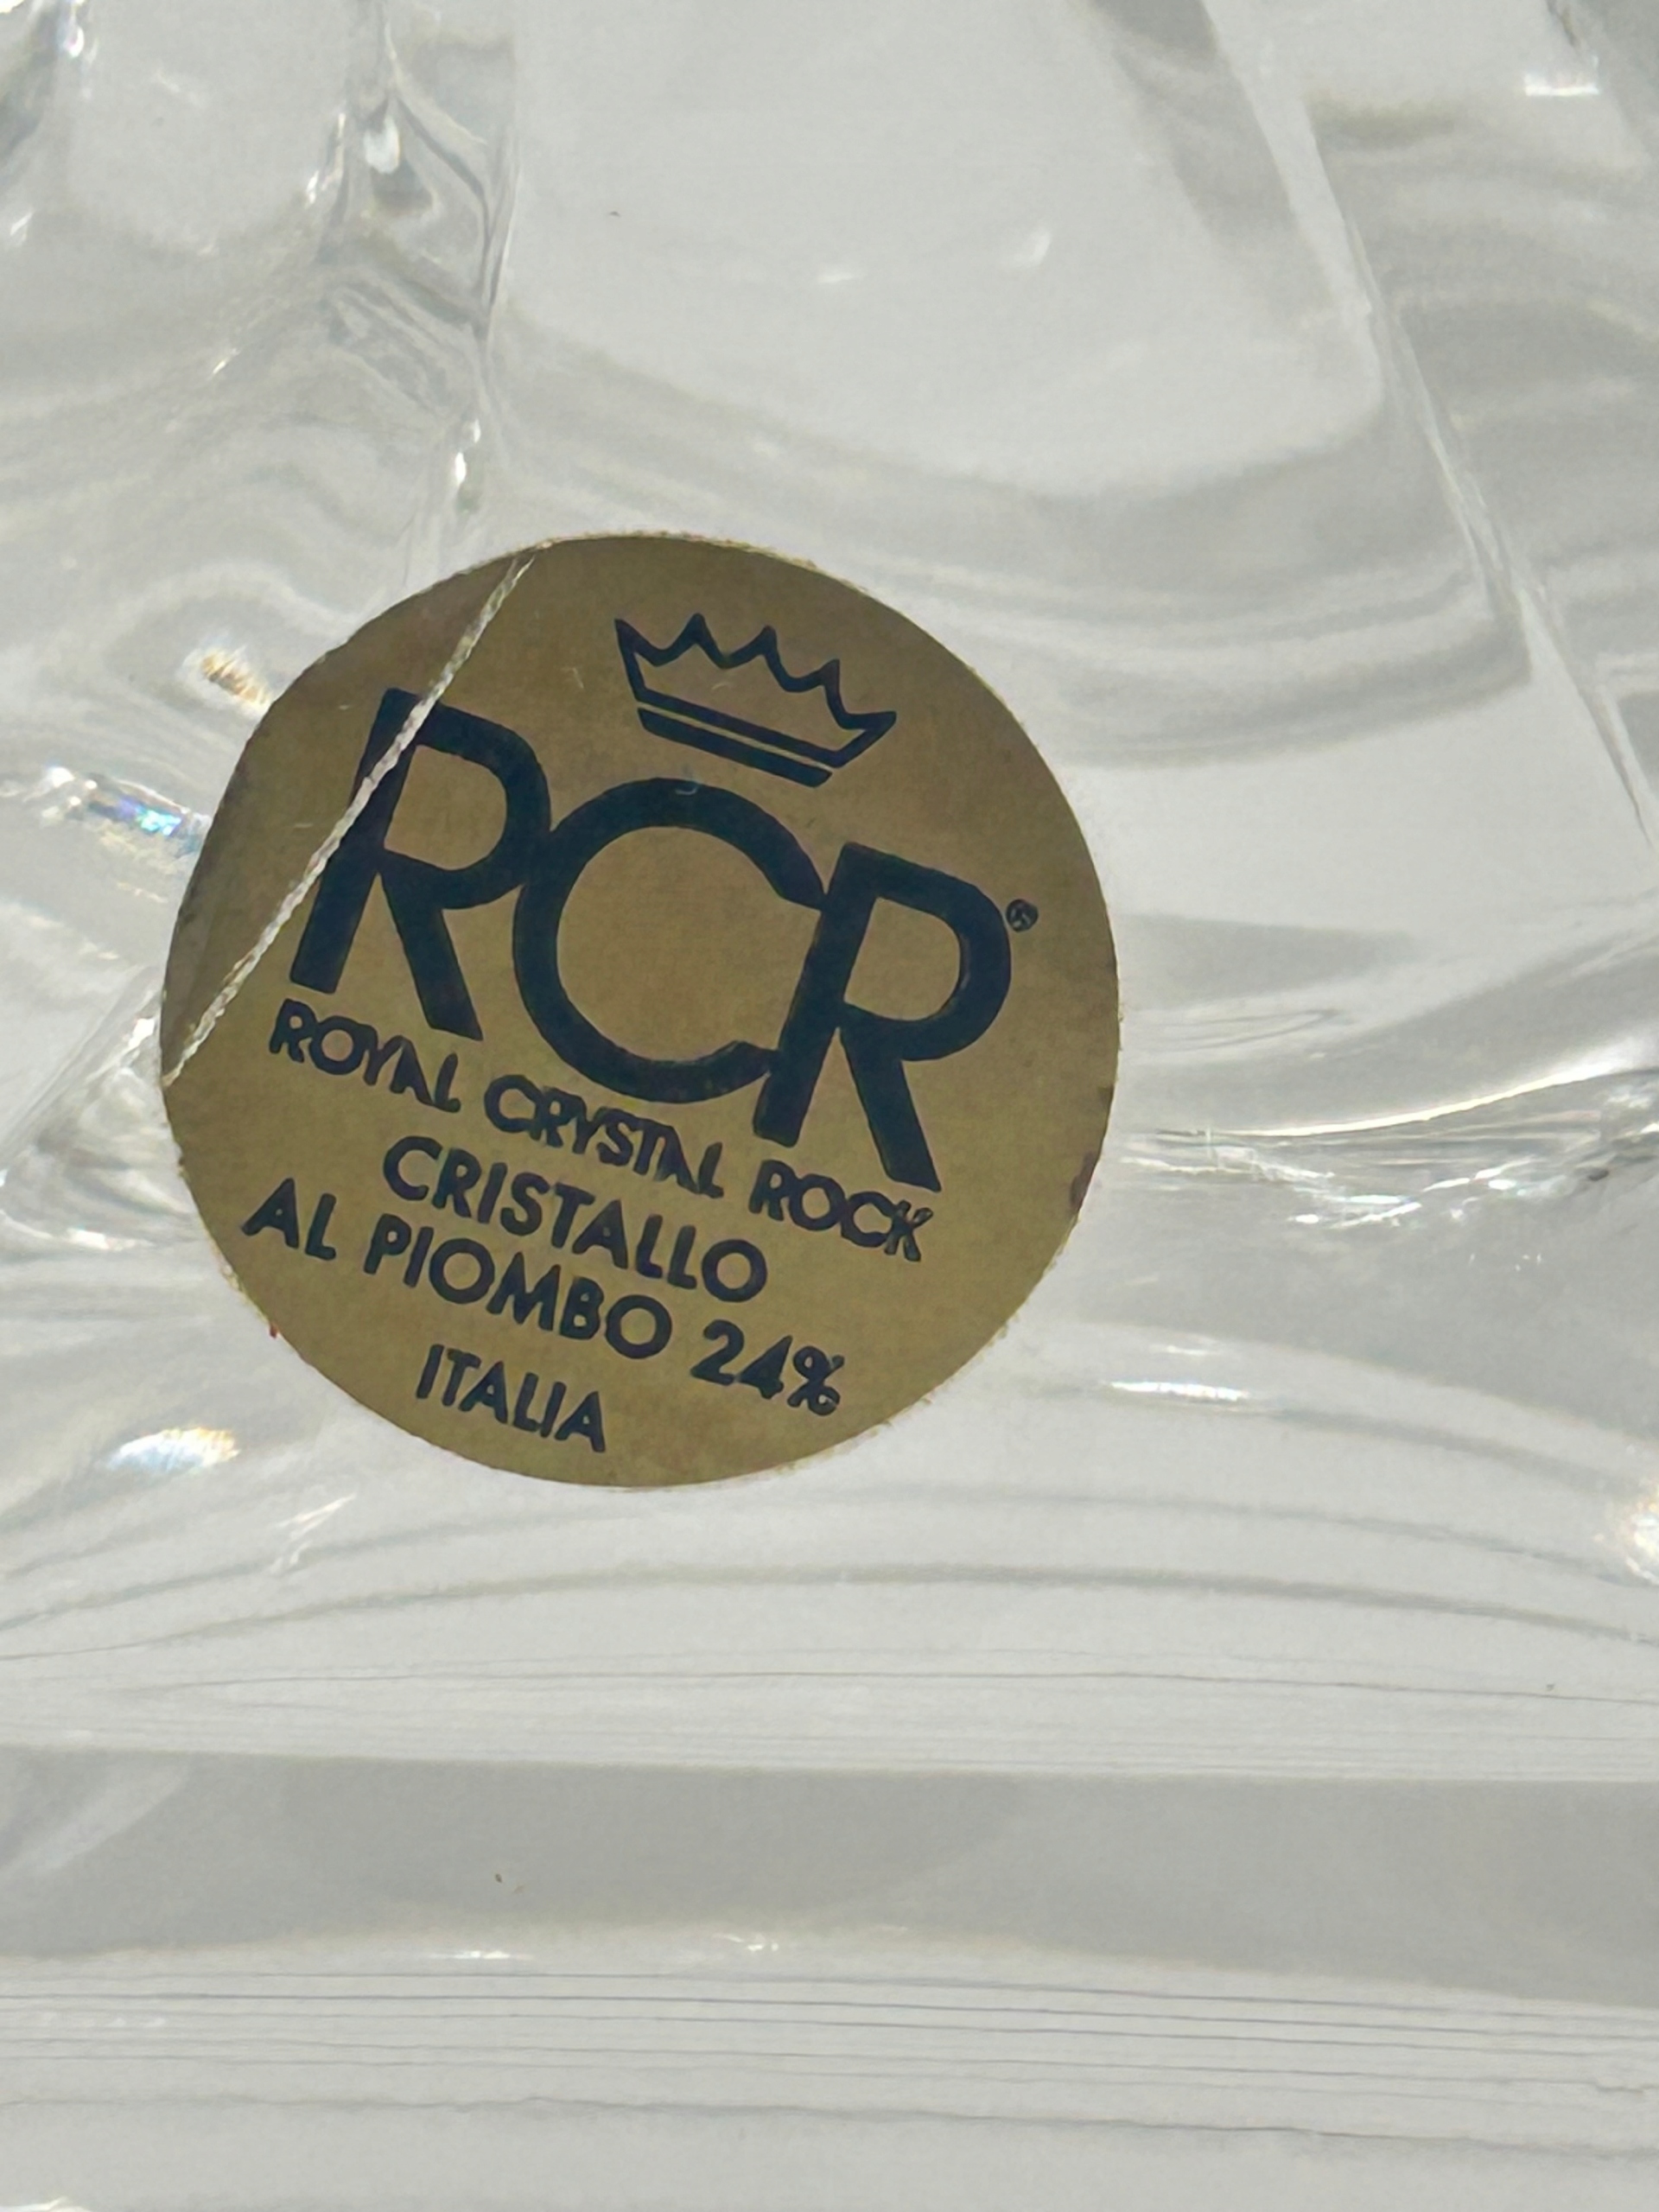 RCR®
ROYAL CRYSTAL ROCK
CRISTALLO
AL PIOMBO 24%
ITALIA